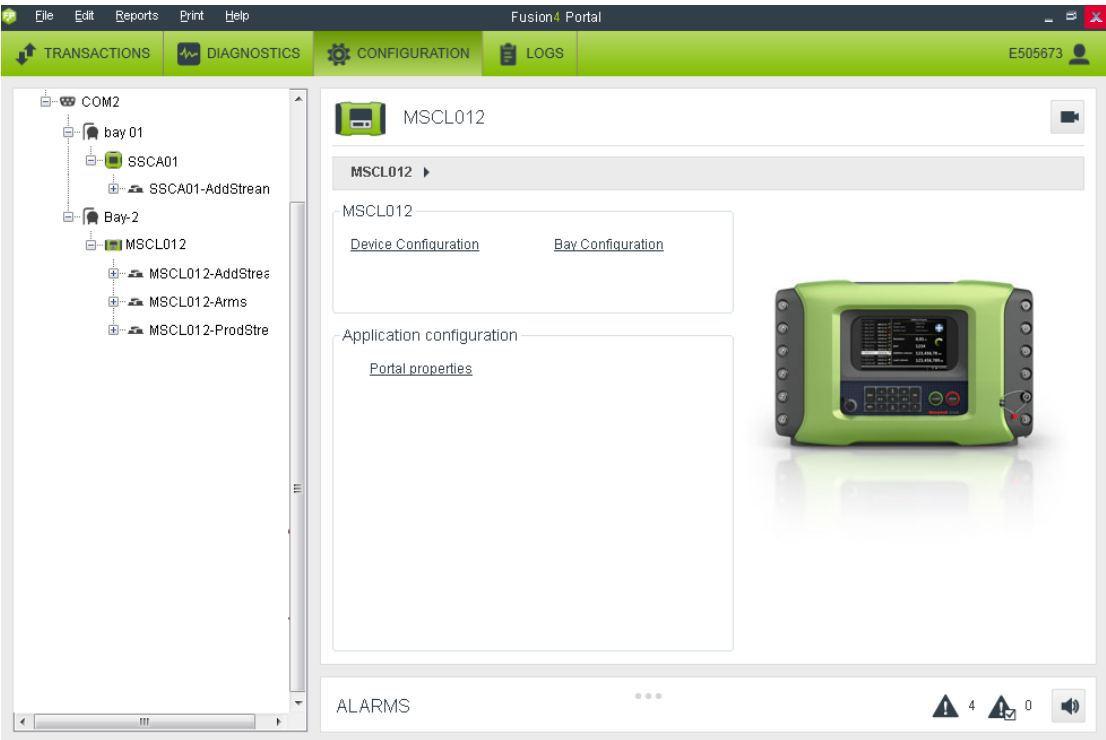 File Edit Reports Print Help Fusion4 Portal
TRANSACTIONS DIAGNOSTICS CONFIGURATION LOGS E505673
COM2
bay 01
SSCA01
SSCA01-AddStrean
Bay-2
MSCL012
MSCL012-AddStrea
MSCL012-Arms
MSCL012-ProdStre
MSCL012
MSCL012
MSCL012
Device Configuration Bay Configuration
Application configuration
Portal properties
ALARMS 4 0